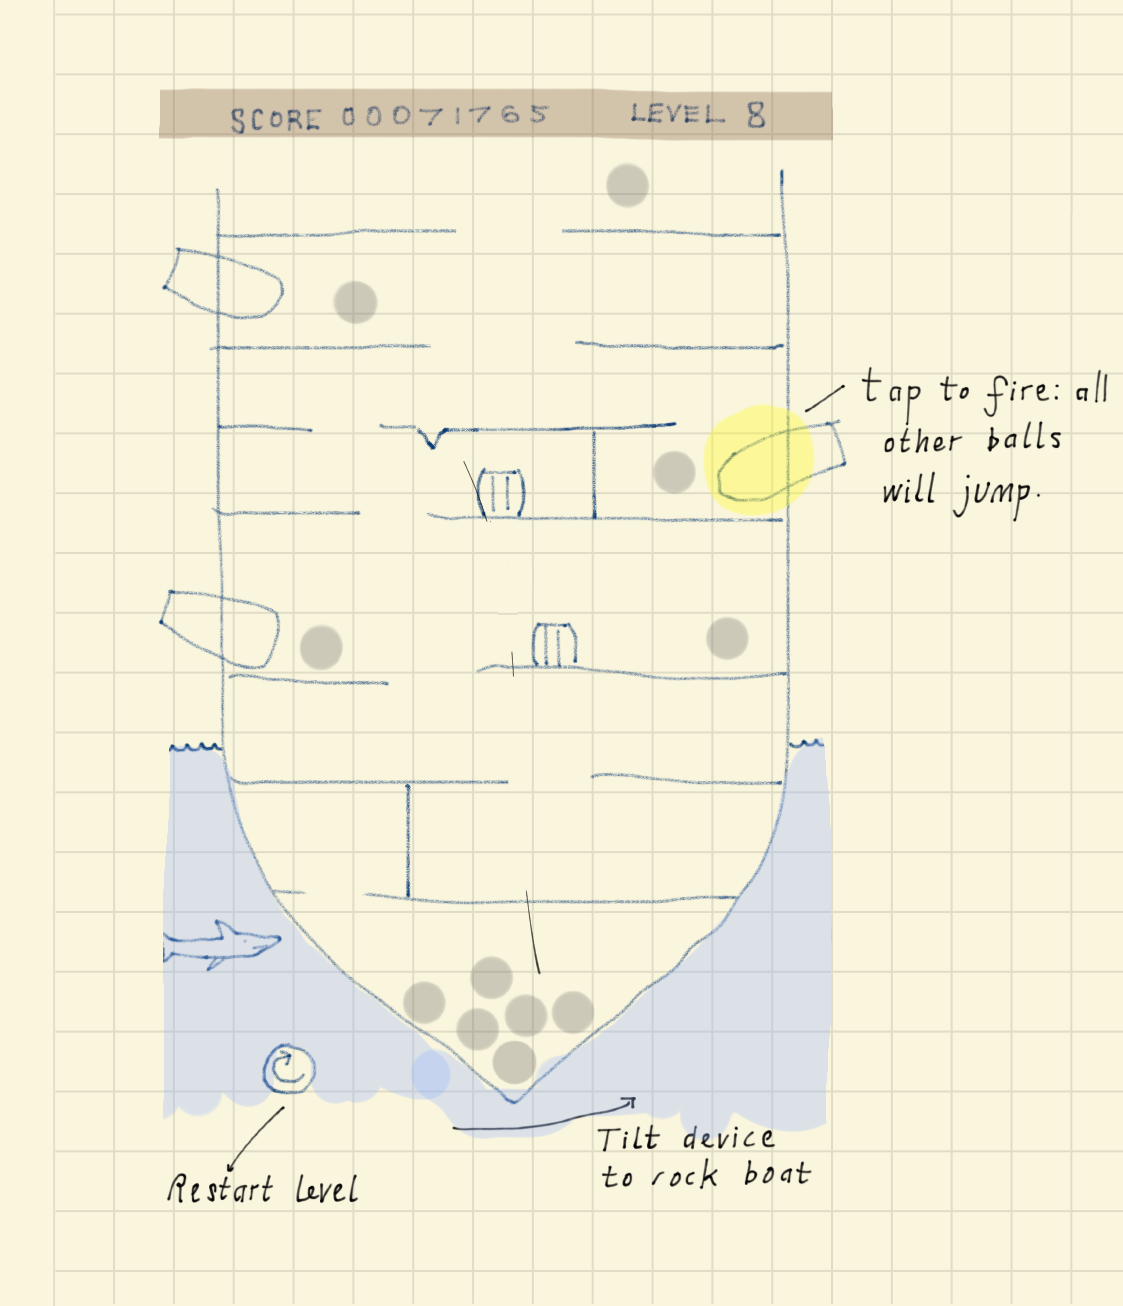 SCORE 00071765 LEVEL 8
tap to fire: all
other balls
will jump.
Tilt device
to rock boat
Restart level